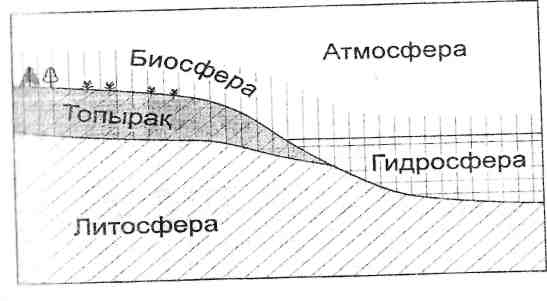 Биосфера
Атмосфера
Топырақ
Гидросфера
Литосфера